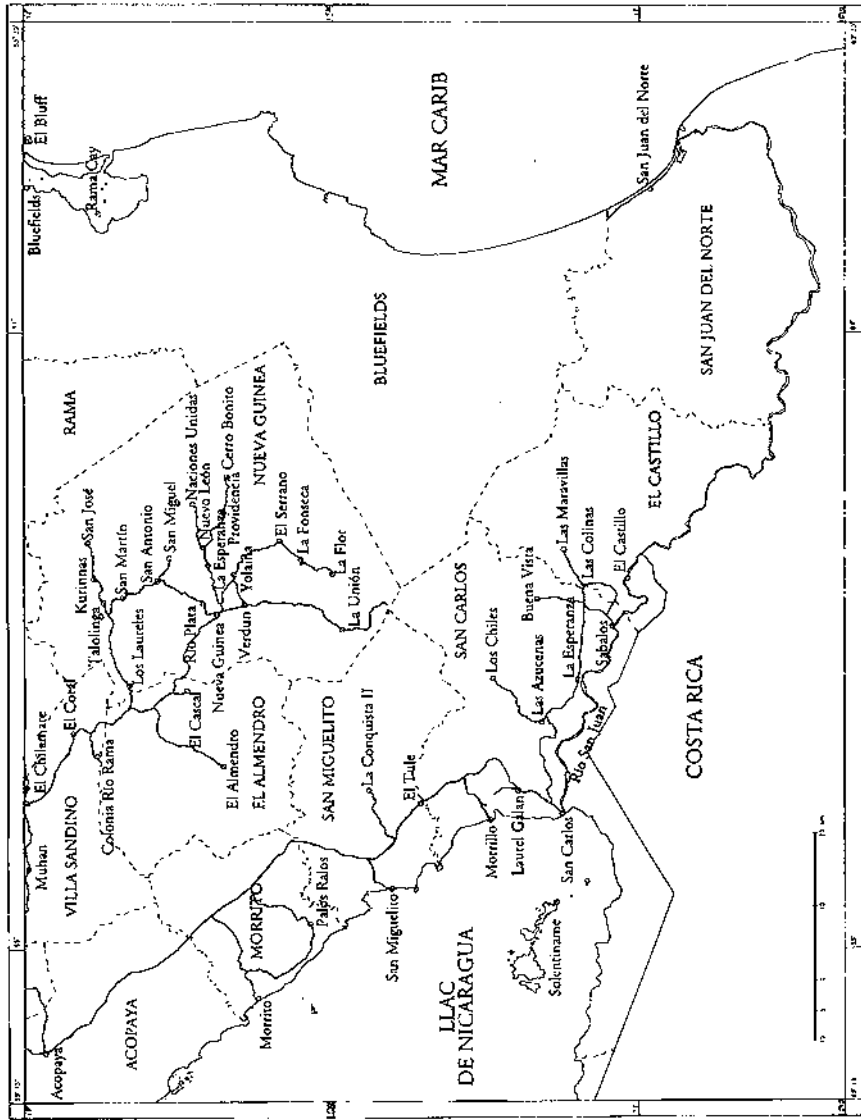 El Bluff
Bluefields
Rama Cay
MAR CARIB
San Juan del Norte
RAMA
BLUEFIELDS
SAN JUAN DEL NORTE
NUEVA GUINEA
San José
Kurinnas
Talolinga
San Martín
San Antonio
San Miguel
Naciones Unidas
Nuevo León
Cerro Bonito
La Esperanza
Providencia
Yolaina
El Serrano
La Fonseca
La Flor
Los Laureles
Río Plata
Nueva Guinea
Verdun
La Unión
EL CASTILLO
Las Maravillas
Las Colinas
El Castillo
Buena Vista
SAN CARLOS
Los Chiles
La Esperanza
Sabalos
Las Azucenas
Río San Juan
COSTA RICA
El Chilamate
El Coral
Muhan
VILLA SANDINO
Colonia Río Rama
El Cascal
El Almendro
EL ALMENDRO
SAN MIGUELITO
La Conquista II
El Tule
Morrillo
Laurel Galán
San Carlos
MORRITO
Palos Ralos
San Miguelito
Solentiname
Acopaya
ACOPAYA
Morrito
LLAC
DE NICARAGUA